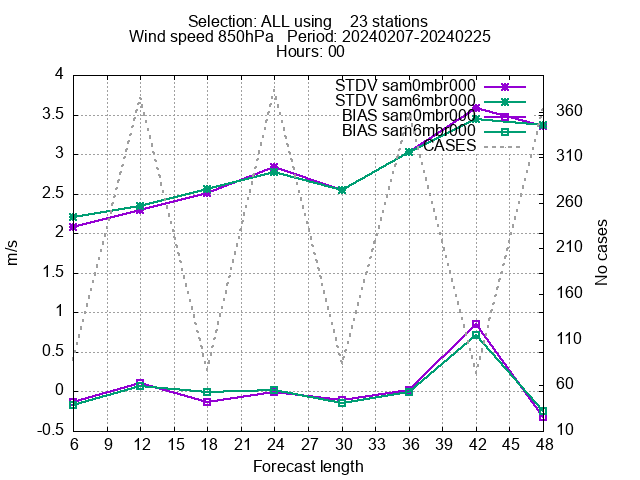 Selection: ALL using 23 stations
Wind speed 850hPa Period: 20240207-20240225
Hours: 00
STDV sam0mbr000
STDV sam6mbr000
BIAS sam0mbr000
BIAS sam6mbr000
CASES
4
3.5
3
2.5
2
1.5
1
0.5
0
-0.5
m/s
360
310
260
210
160
110
60
10
No cases
6 9 12 15 18 21 24 27 30 33 36 39 42 45 48
Forecast length